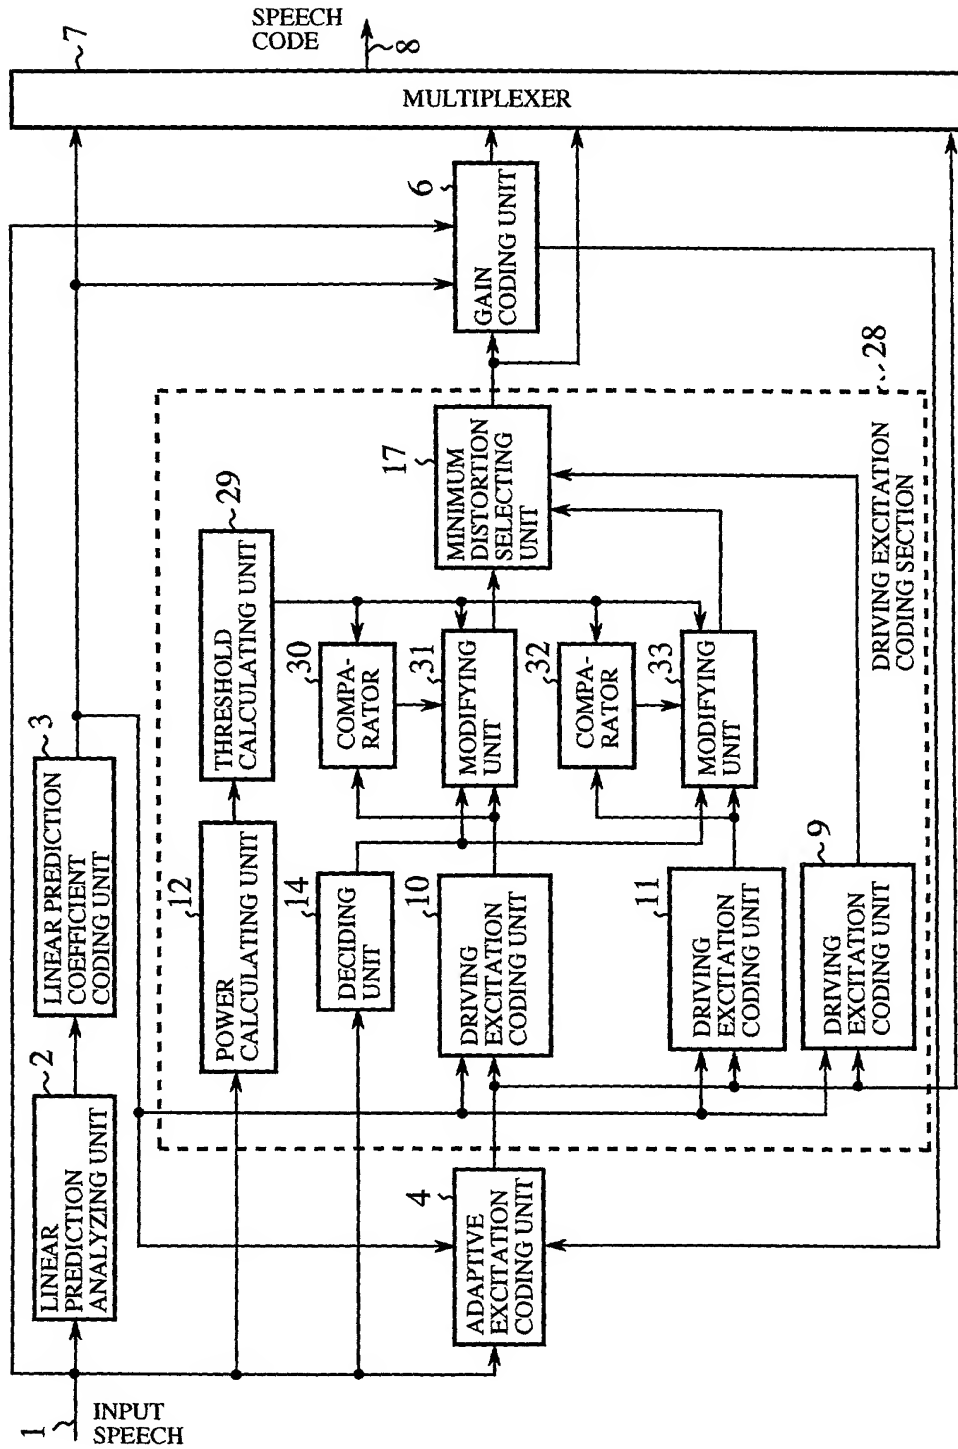 SPEECH
CODE
7
8
MULTIPLEXER
6
GAIN
CODING UNIT
28
17
MINIMUM
DISTORTION
SELECTING
UNIT
DRIVING EXCITATION
CODING SECTION
29
THRESHOLD
CALCULATING UNIT
30
COMPA-
RATOR
31
MODIFYING
UNIT
32
COMPA-
RATOR
33
MODIFYING
UNIT
3
LINEAR PREDICTION
COEFFICIENT
CODING UNIT
12
POWER
CALCULATING UNIT
14
DECIDING
UNIT
10
DRIVING
EXCITATION
CODING UNIT
11
DRIVING
EXCITATION
CODING UNIT
9
DRIVING
EXCITATION
CODING UNIT
2
LINEAR
PREDICTION
ANALYZING UNIT
4
ADAPTIVE
EXCITATION
CODING UNIT
1
INPUT
SPEECH